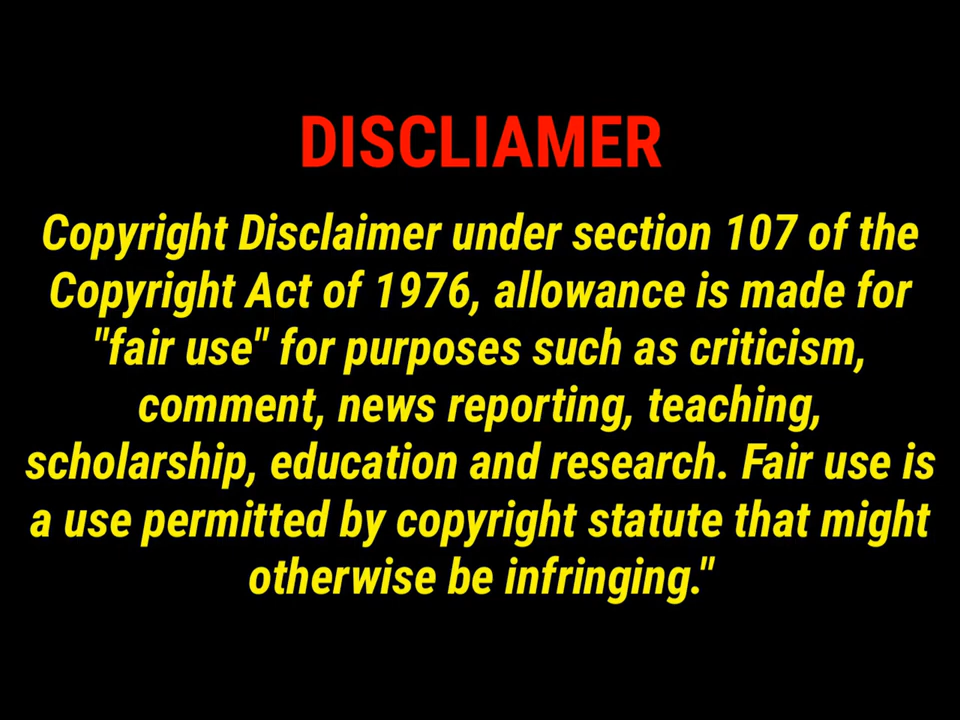 DISCLIAMER
Copyright Disclaimer under section 107 of the
Copyright Act of 1976, allowance is made for
"fair use" for purposes such as criticism,
comment, news reporting, teaching,
scholarship, education and research. Fair use is
a use permitted by copyright statute that might
otherwise be infringing."